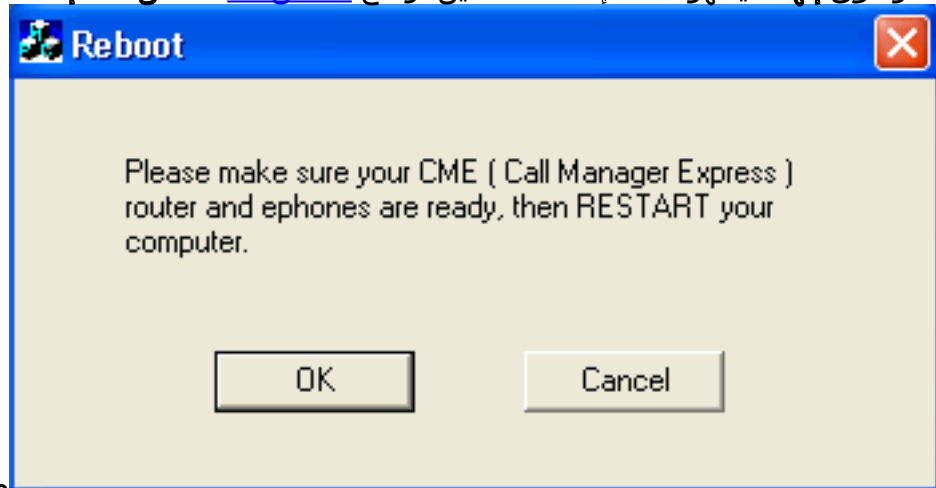 Reboot
Please make sure your CME ( Call Manager Express )
router and ephones are ready, then RESTART your
computer.
OK
Cancel